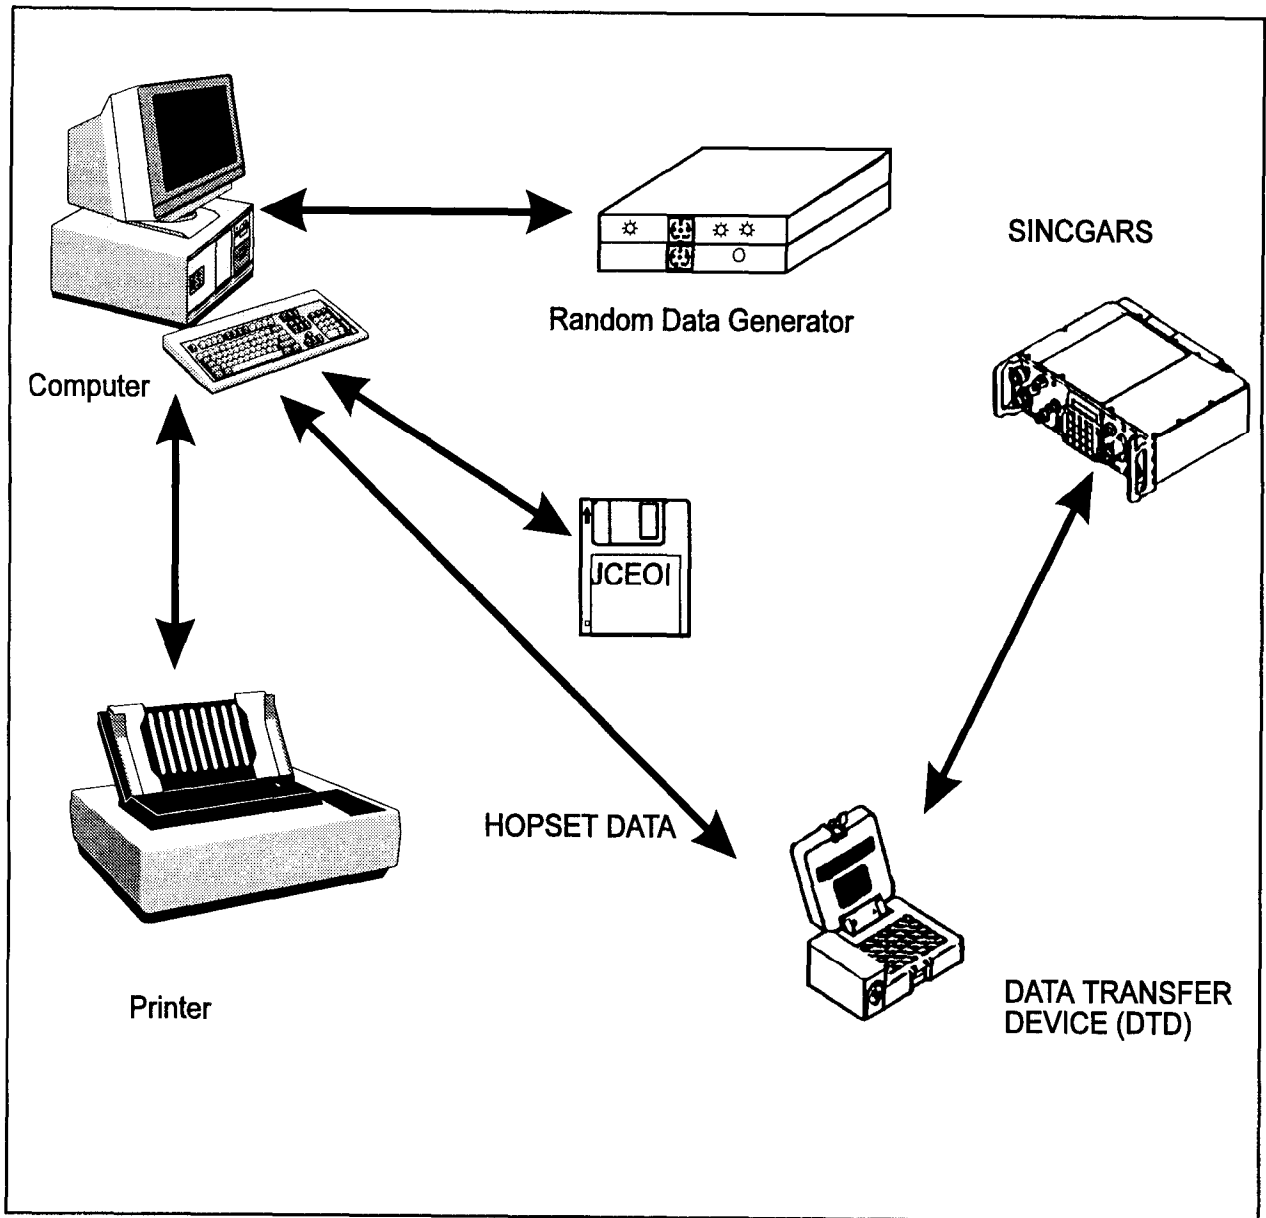 SINCGARS
Random Data Generator
Computer
JCEOI
HOPSET DATA
Printer
DATA TRANSFER
DEVICE (DTD)